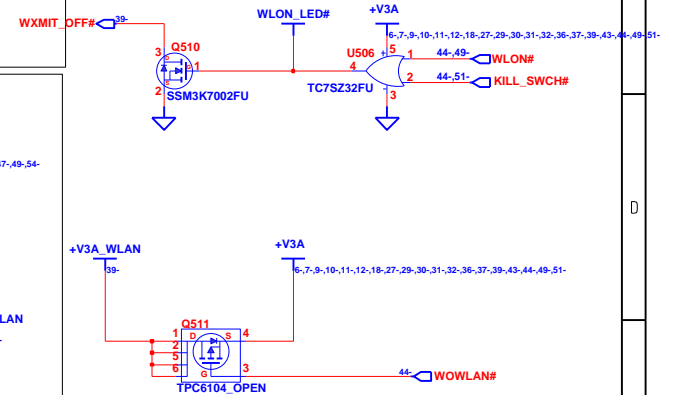 WLON_LED#
+V3A
WXMIT_OFF#
39-
6-,7-,9-,10-,11-,12-,18-,27-,29-,30-,31-,32-,36-,37-,39-,43-,44-,49-,51-
Q510
3
D
G
1
S
2
SSM3K7002FU
U506
+
5
4
1
44-,49-
WLON#
2
44-,51-
KILL_SWCH#
TC7SZ32FU
-
3
47-,49-,54-
D
+V3A_WLAN
39-
+V3A
6-,7-,9-,10-,11-,12-,18-,27-,29-,30-,31-,32-,36-,37-,39-,43-,44-,49-,51-
LAN
-
Q511
1
D
S
4
2
5
6
G
3
44-
WOWLAN#
TPC6104_OPEN